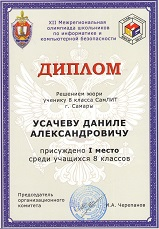 XII Межрегиональная
олимпиада школьников
по информатике и
компьютерной безопасности
ДИПЛОМ
Решением жюри
ученику 8 класса СамЛИТ
г. Самары
УСАЧЕВУ ДАНИЛЕ
АЛЕКСАНДРОВИЧУ
присуждено I место
среди учащихся 8 классов
Председатель
организационного
комитета
И.А. Черепанов